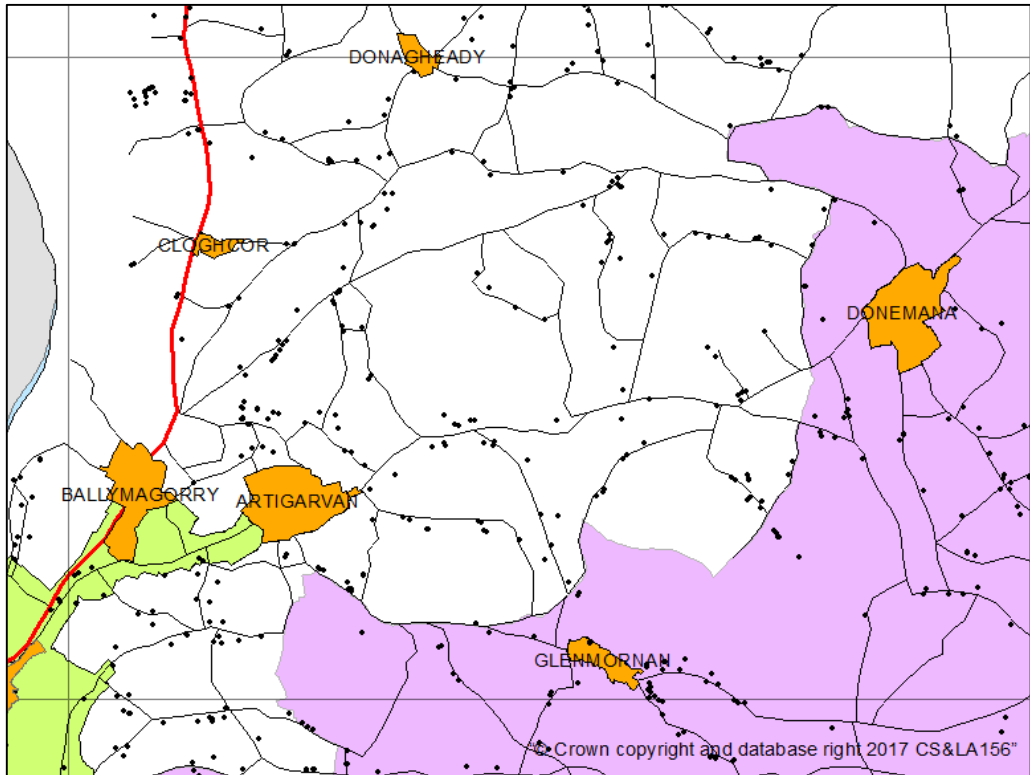 DONAGHEADY
CLOGHCOR
DONEMANA
BALLYMAGORRY
ARTIGARVAN
GLENMORNAN
"© Crown copyright and database right 2017 CS&LA156"